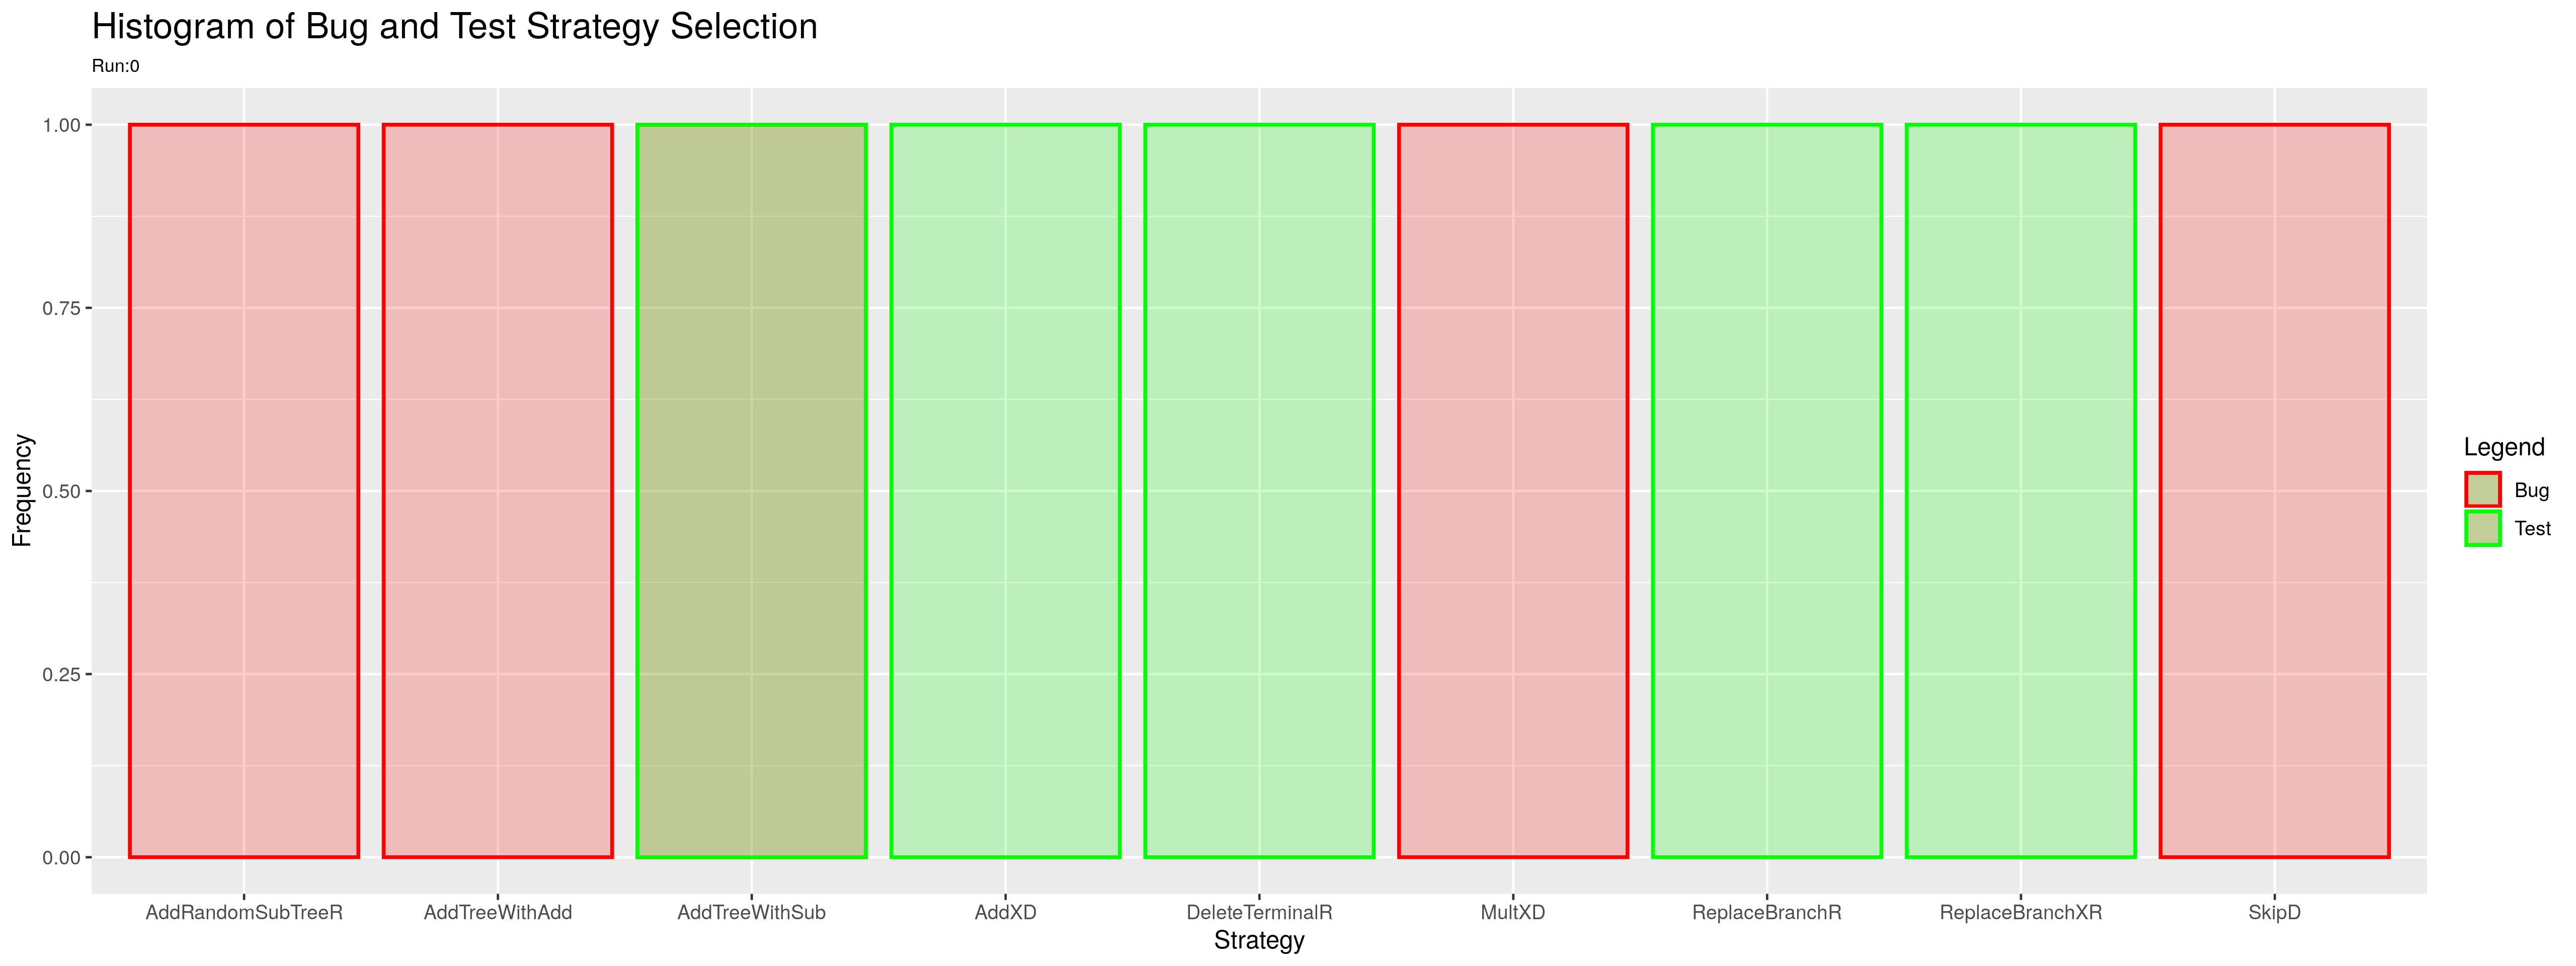 Histogram of Bug and Test Strategy Selection
Run:0
Frequency
1.00
0.75
0.50
0.25
0.00
AddRandomSubTreeR AddTreeWithAdd AddTreeWithSub AddXD DeleteTerminalR MultXD ReplaceBranchR ReplaceBranchXR SkipD
Strategy
Legend
Bug
Test